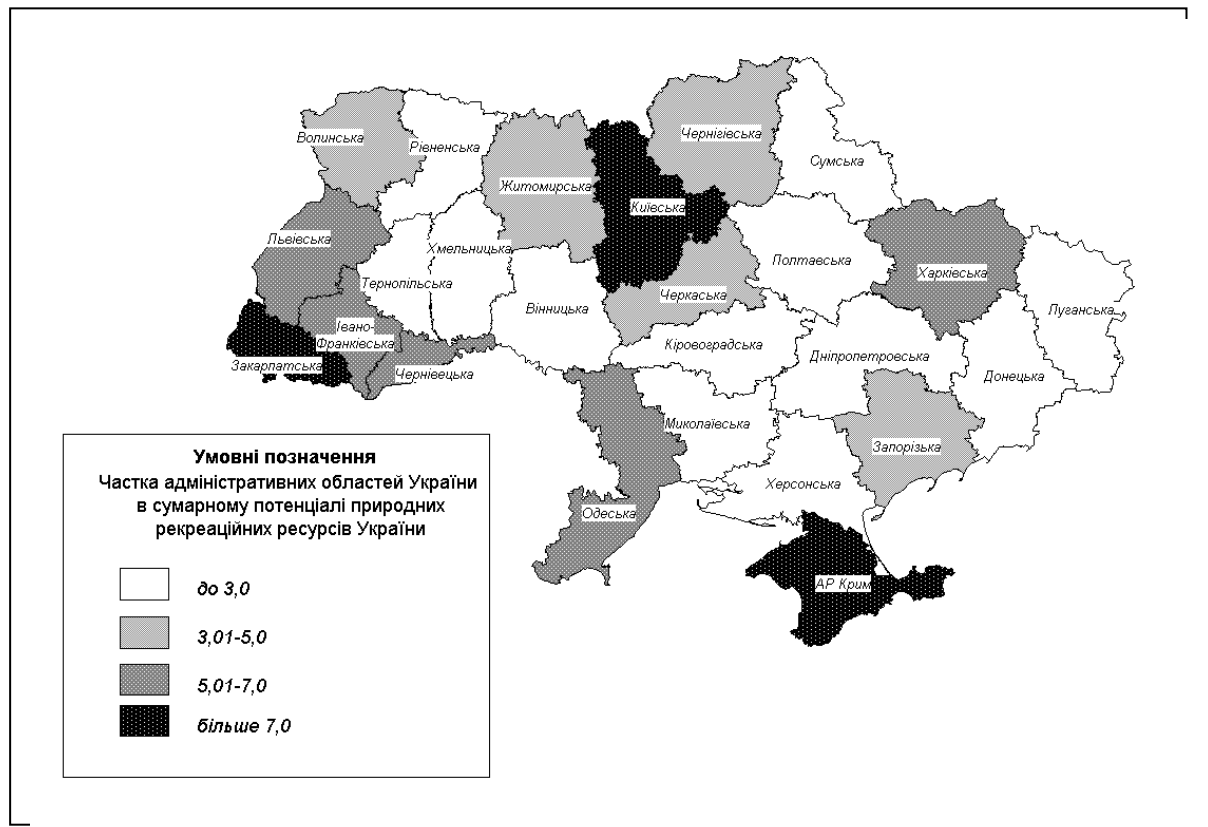 Чернігівська
Волинська
Рівненська
Сумська
Житомирська
Київська
Львівська
Хмельницька
Полтавська
Харківська
Тернопільська
Черкаська
Вінницька
Луганська
Івано-
Франківська
Кіровоградська
Дніпропетровська
Закарпатська
Чернівецька
Донецька
Миколаївська
Запорізька
Херсонська
Одеська
АР Крим
Умовні позначення
Частка адміністративних областей України
в сумарному потенціалі природних
рекреаційних ресурсів України
до 3,0
3,01-5,0
5,01-7,0
більше 7,0